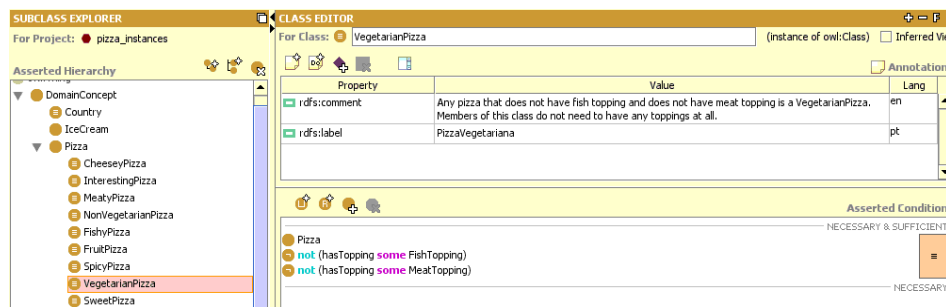 SUBCLASS EXPLORER
For Project: pizza_instances
Asserted Hierarchy
DomainConcept
Country
IceCream
Pizza
CheeseyPizza
InterestingPizza
MeatyPizza
NonVegetarianPizza
FishyPizza
FruitPizza
SpicyPizza
VegetarianPizza
SweetPizza
CLASS EDITOR
For Class: VegetarianPizza (instance of owl:Class) Inferred Vie
Annotation
Property Value Lang
rdfs:comment Any pizza that does not have fish topping and does not have meat topping is a VegetarianPizza. en
Members of this class do not need to have any toppings at all.
rdfs:label PizzaVegetariana pt
Asserted Condition
NECESSARY & SUFFICIENT
Pizza
not (hasTopping some FishTopping)
not (hasTopping some MeatTopping)
NECESSARY